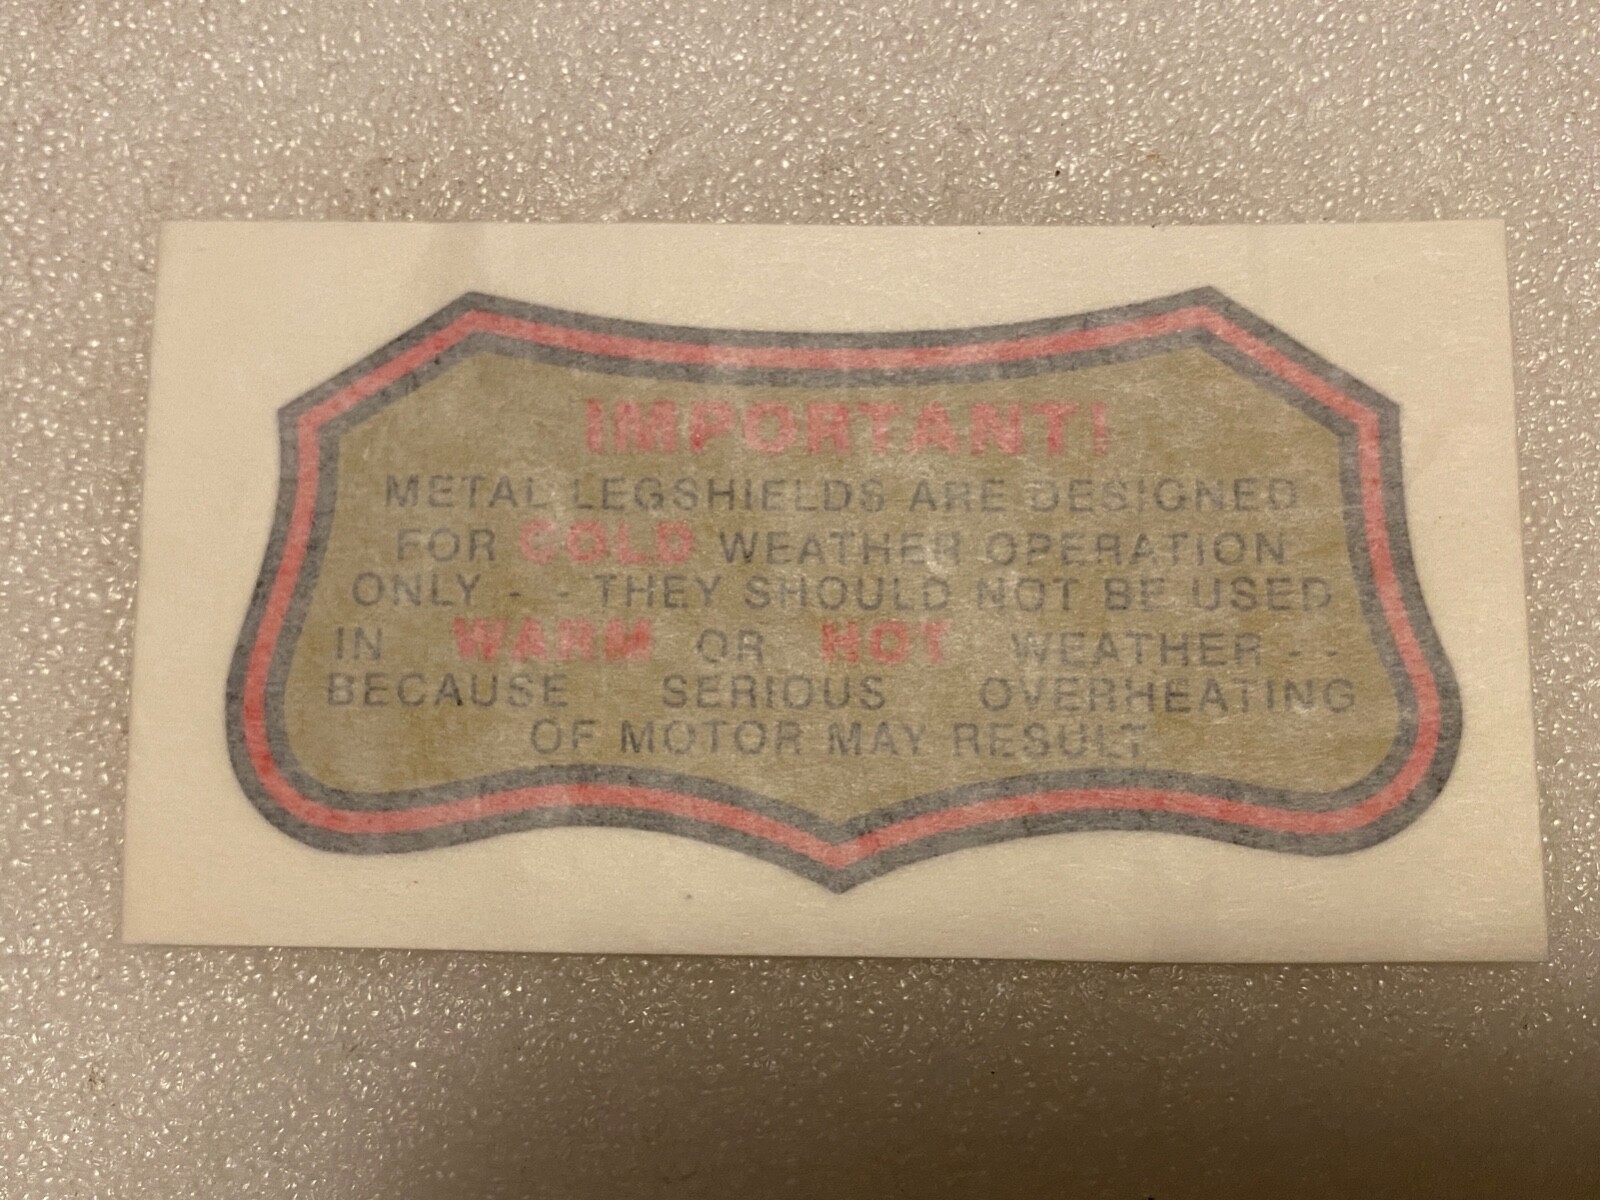 IMPORTANT!
METAL LEGSHIELDS ARE DESIGNED
FOR COLD WEATHER OPERATION
ONLY - - THEY SHOULD NOT BE USED
IN WARM OR HOT WEATHER - -
BECAUSE SERIOUS OVERHEATING
OF MOTOR MAY RESULT